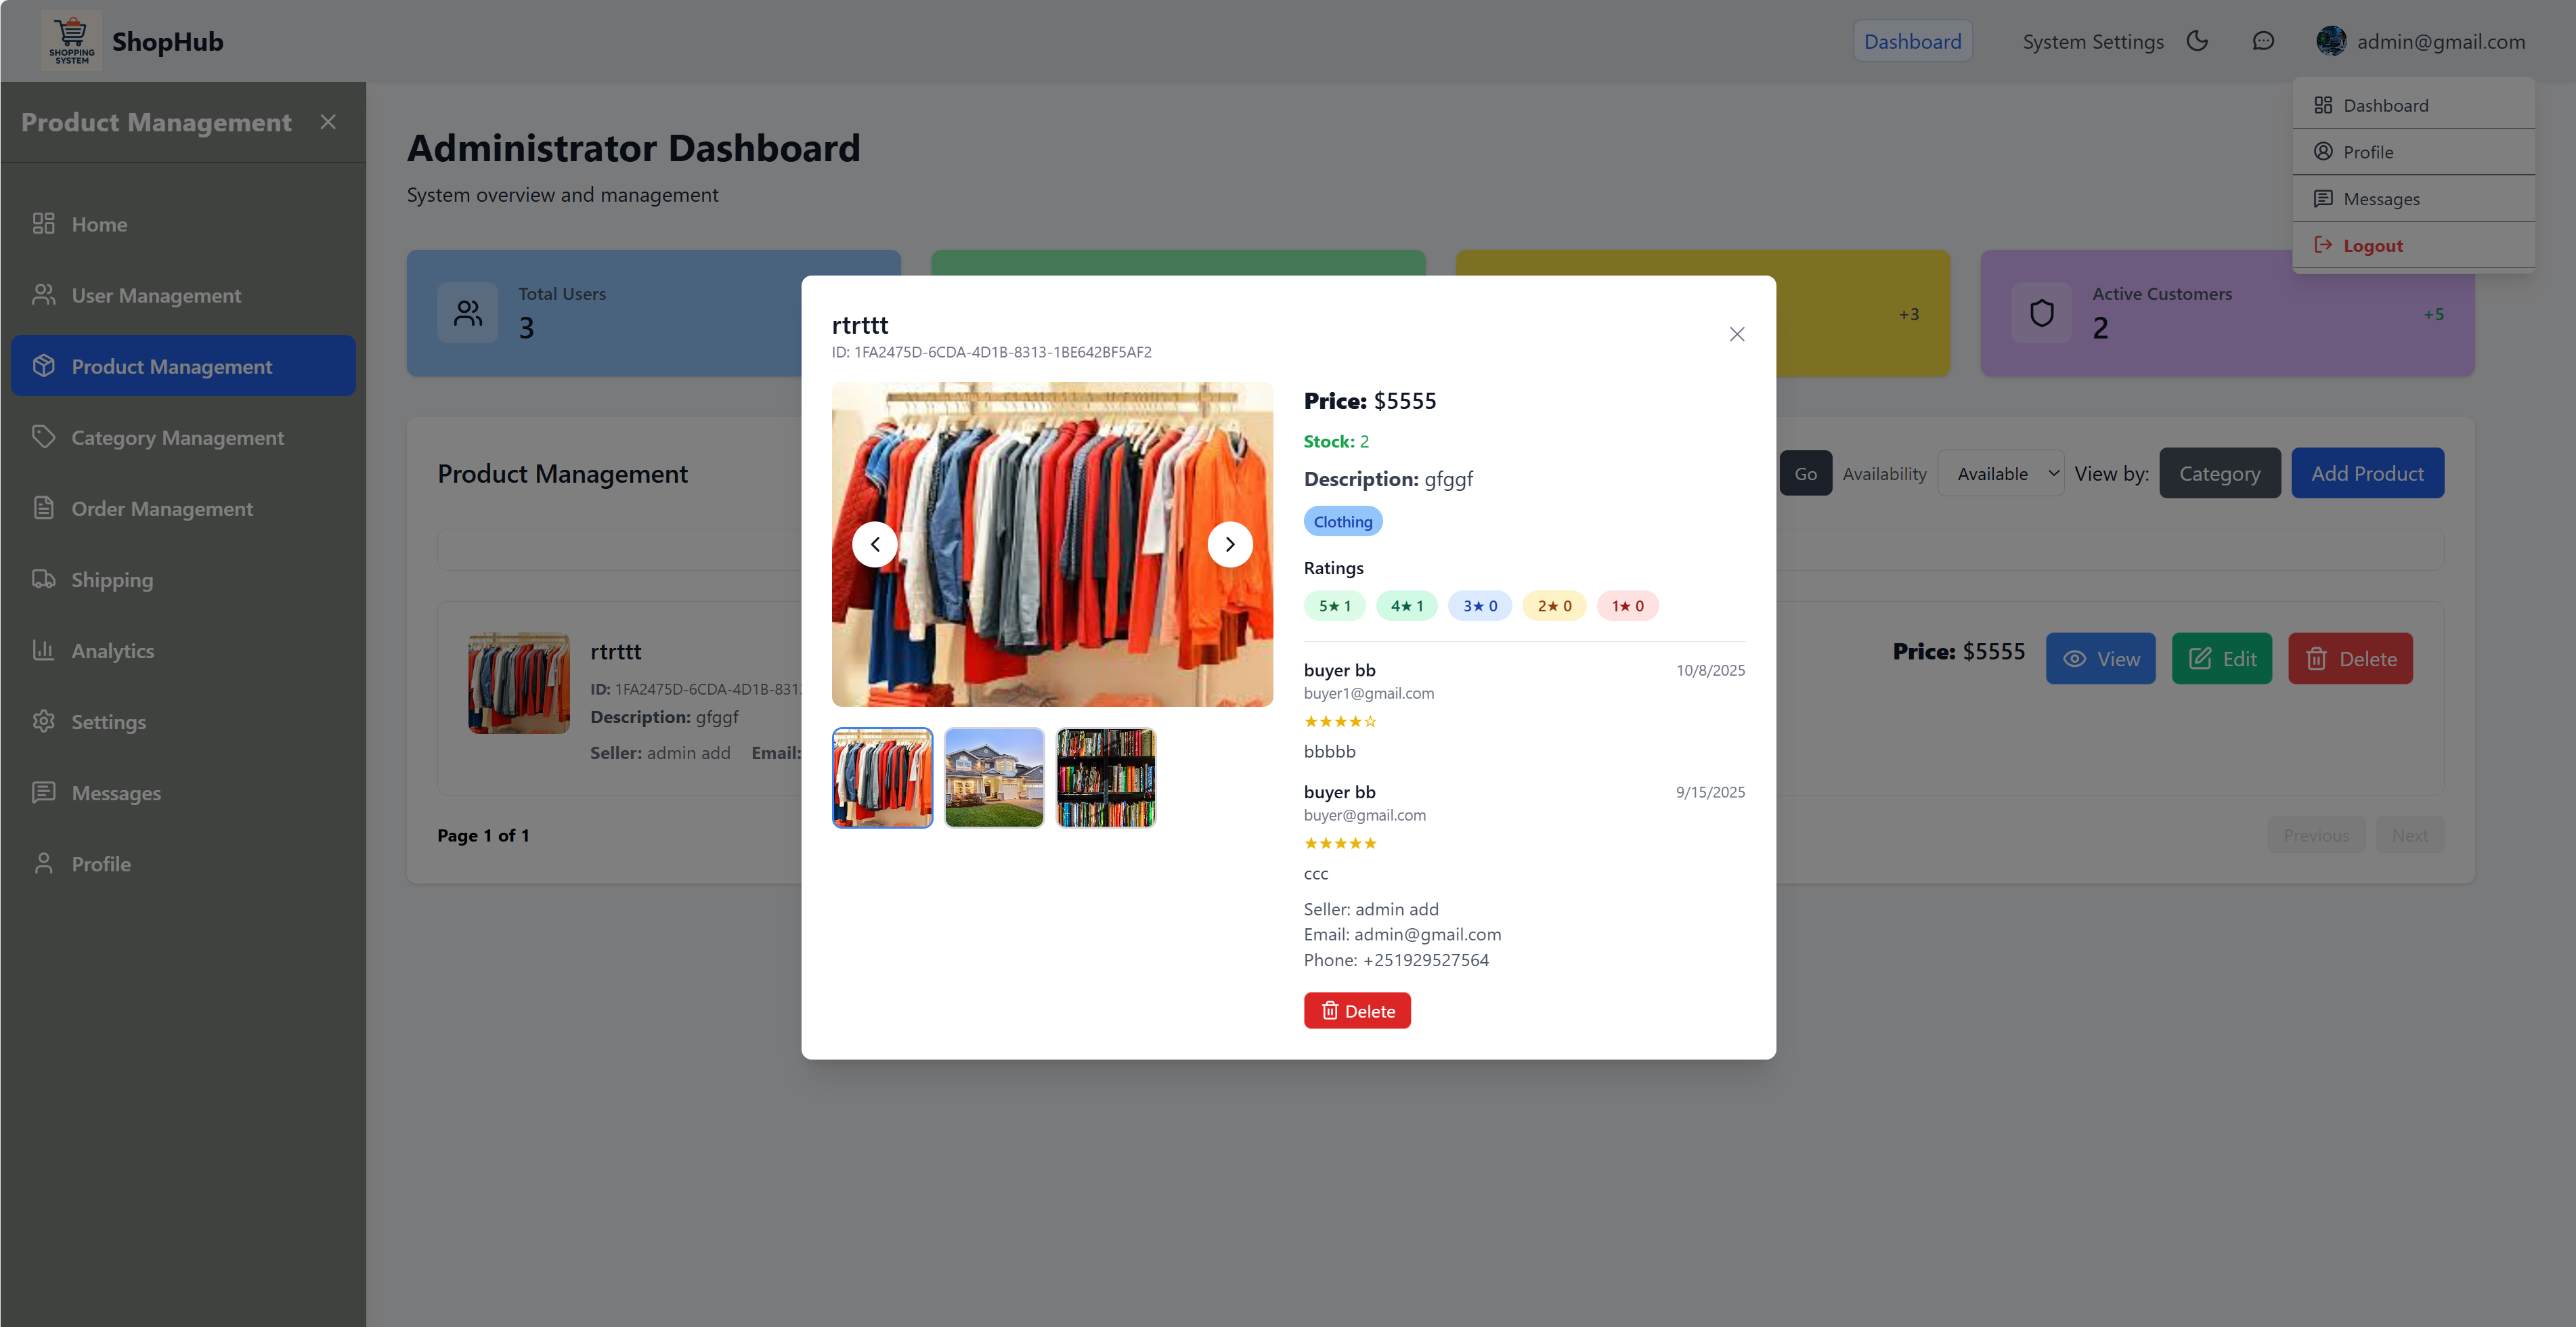 SHOPPING
SYSTEM
ShopHub
Dashboard
System Settings
admin@gmail.com
Dashboard
Profile
Messages
Logout
Product Management
Home
User Management
Product Management
Category Management
Order Management
Shipping
Analytics
Settings
Messages
Profile
Administrator Dashboard
System overview and management
Total Users
3
+3
Active Customers
2
+5
Product Management
Go
Availability
Available
View by:
Category
Add Product
rtrttt
ID: 1FA2475D-6CDA-4D1B-831
Description: gfggf
Seller: admin add Email:
Price: $5555
View
Edit
Delete
Page 1 of 1
Previous
Next
rtrttt
ID: 1FA2475D-6CDA-4D1B-8313-1BE642BF5AF2
Price: $5555
Stock: 2
Description: gfggf
Clothing
Ratings
5★ 1 4★ 1 3★ 0 2★ 0 1★ 0
buyer bb 10/8/2025
buyer1@gmail.com
★★★★☆
bbbbb
buyer bb 9/15/2025
buyer@gmail.com
★★★★★
ccc
Seller: admin add
Email: admin@gmail.com
Phone: +251929527564
Delete